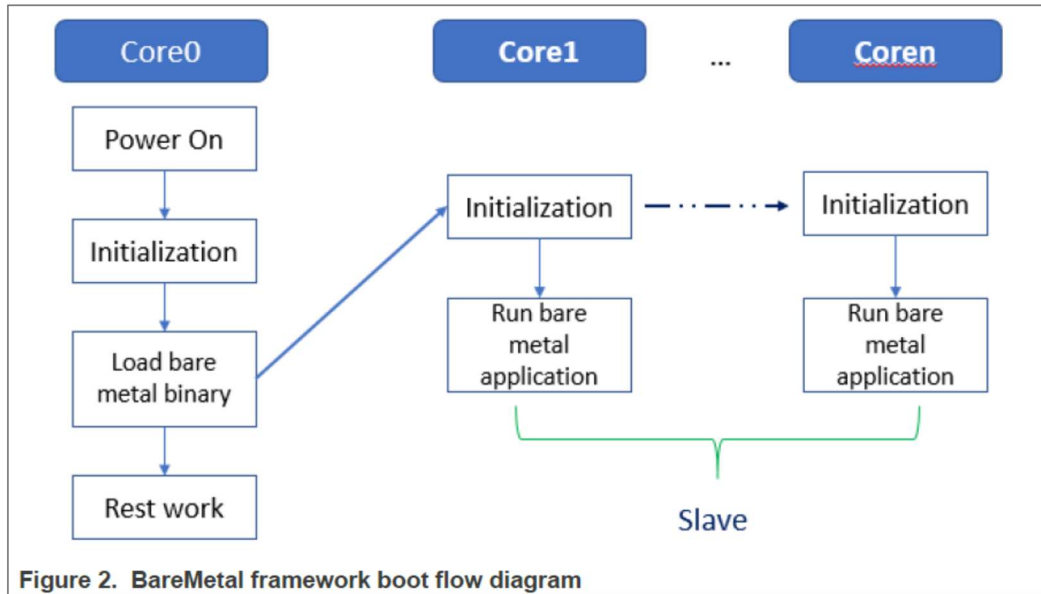 Core0
Core1
...
Coren
Power On
Initialization
Load bare
metal binary
Rest work
Initialization
Initialization
Run bare
metal
application
Run bare
metal
application
Slave
Figure 2. BareMetal framework boot flow diagram